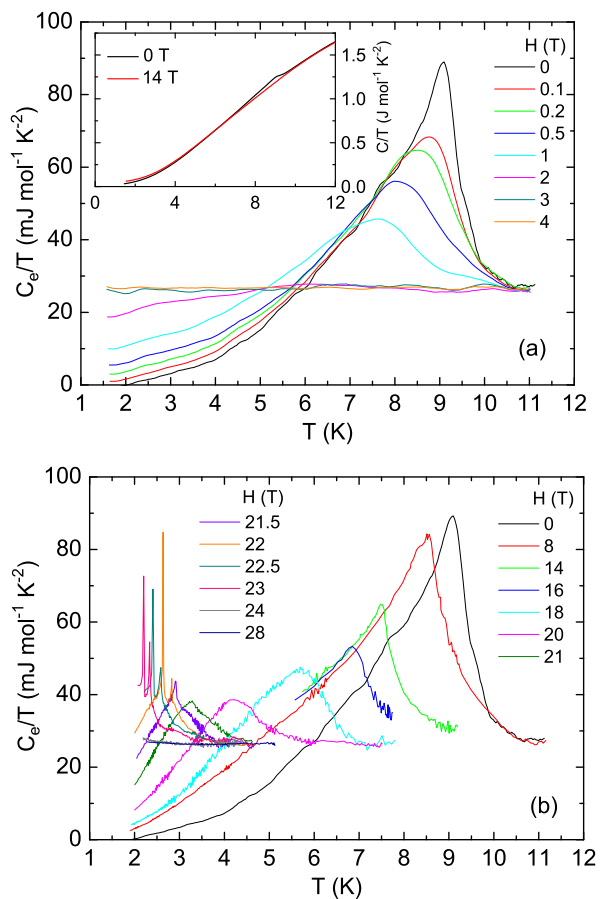 (a)
100
80
60
40
20
0
C_e/T (mJ mol⁻¹ K⁻²)
1 2 3 4 5 6 7 8 9 10 11 12
T (K)
0 T
14 T
0 4 8 12
0.0
0.5
1.0
1.5
C/T (J mol⁻¹ K⁻²)
H (T)
0
0.1
0.2
0.5
1
2
3
4
(b)
100
80
60
40
20
0
C_e/T (mJ mol⁻¹ K⁻²)
1 2 3 4 5 6 7 8 9 10 11 12
T (K)
H (T)
21.5
22
22.5
23
24
28
H (T)
0
8
14
16
18
20
21